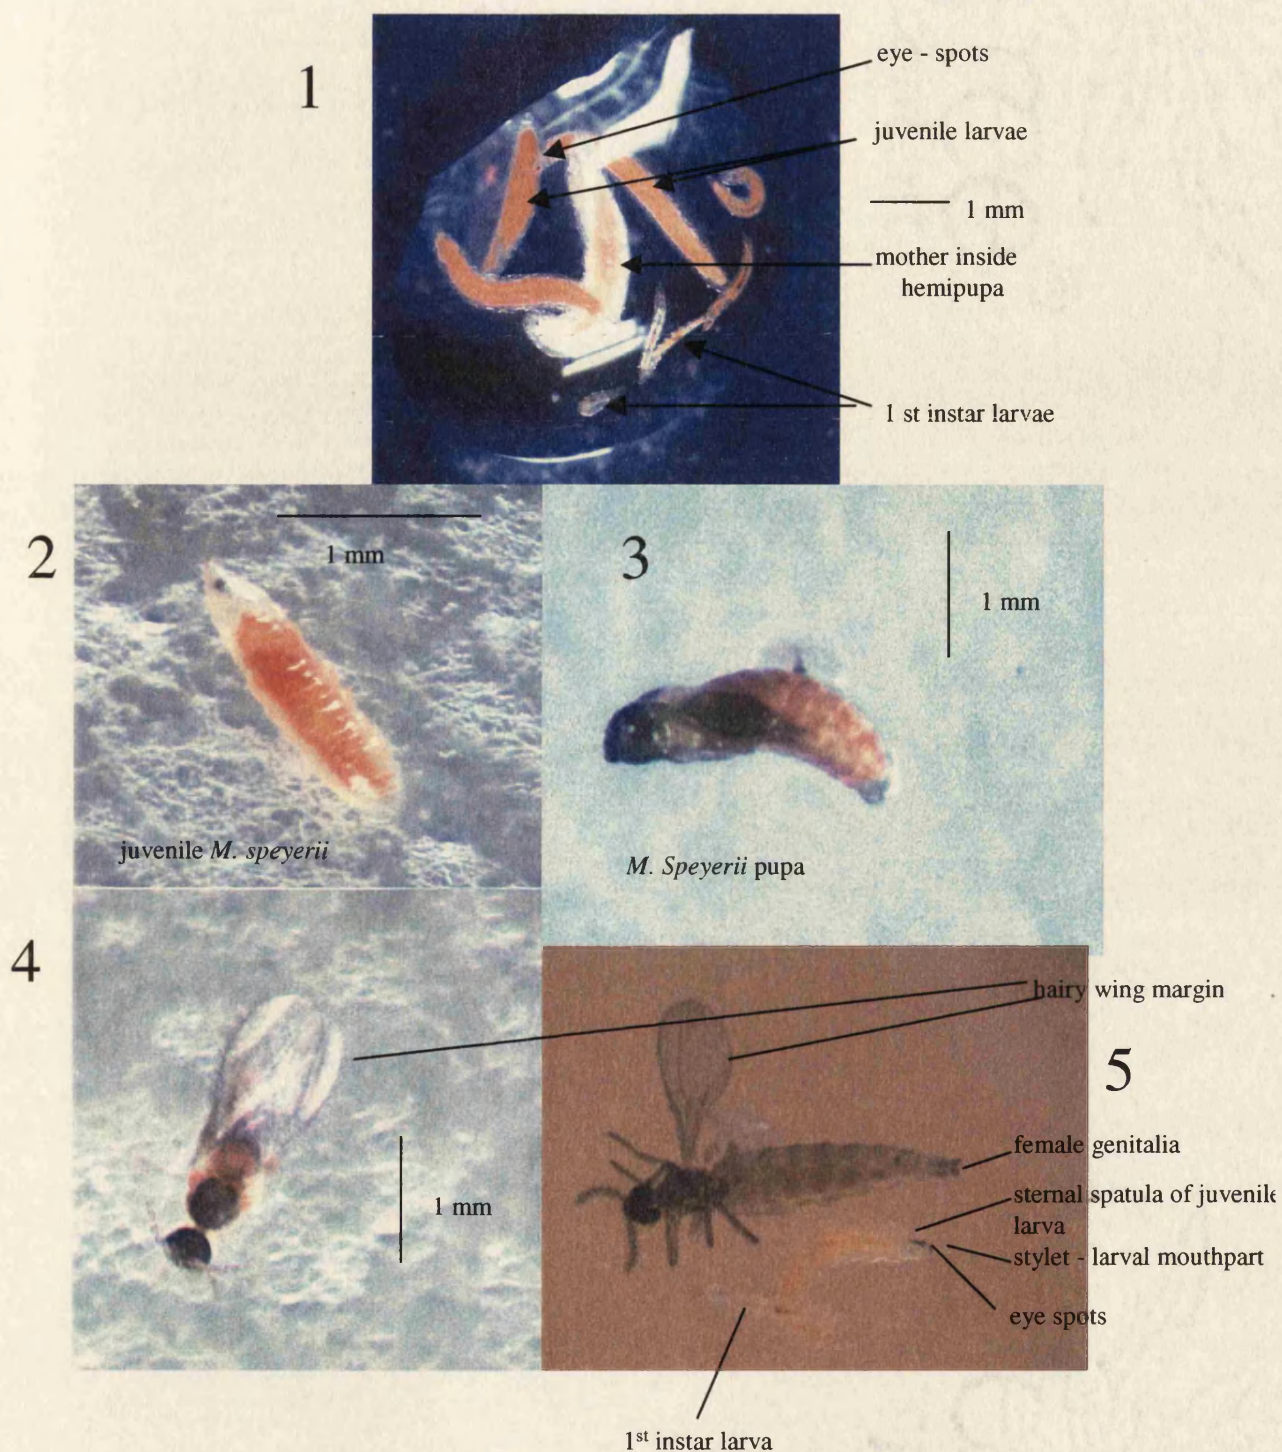 1
eye - spots
juvenile larvae
1 mm
mother inside
hemipupa
1 st instar larvae
2
1 mm
juvenile M. speyerii
3
1 mm
M. Speyerii pupa
4
1 mm
hairy wing margin
5
female genitalia
sternal spatula of juvenile
larva
stylet - larval mouthpart
eye spots
1st instar larva